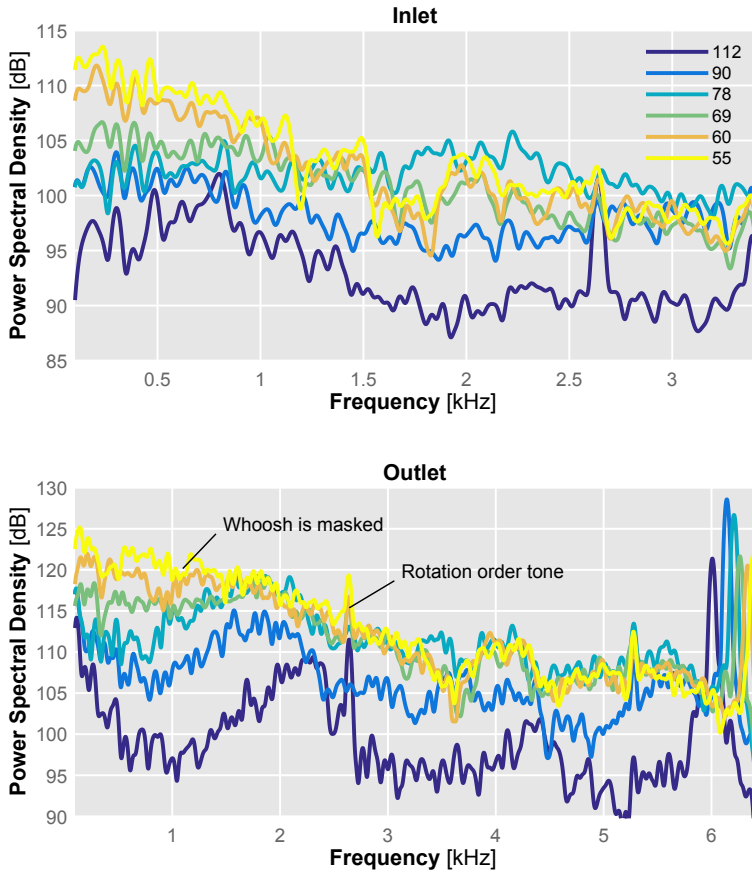 Inlet
115
110
105
100
95
90
85
Power Spectral Density [dB]
112
90
78
69
60
55
0.5 1 1.5 2 2.5 3
Frequency [kHz]
Outlet
130
125
120
115
110
105
100
95
90
Power Spectral Density [dB]
Whoosh is masked
Rotation order tone
1 2 3 4 5 6
Frequency [kHz]